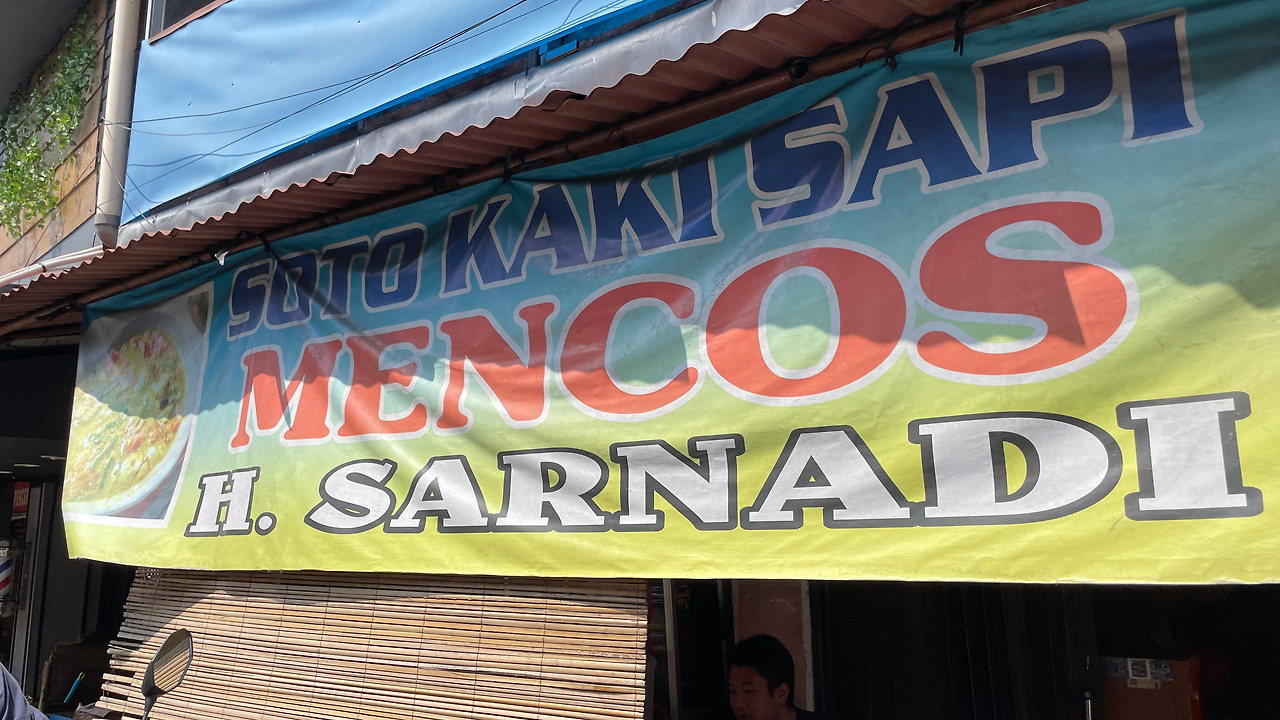 SOTO KAKI SAPI
MENCOS
H. SARNADI